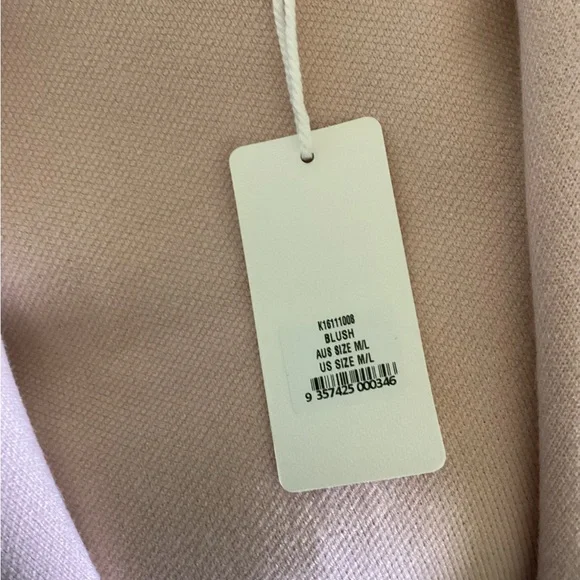 K16111008
BLUSH
AUS SIZE M/L
US SIZE M/L
9 357425 000346